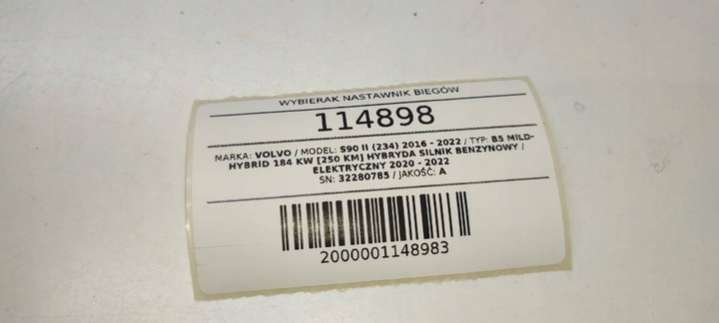 WYBIERAK NASTAWNIK BIEGÓW
114898
MARKA: VOLVO / MODEL: S90 II (234) 2016 - 2022 / TYP: B5 MILD-
HYBRID 184 KW [250 KM] HYBRYDA SILNIK BENZYNOWY /
ELEKTRYCZNY 2020 - 2022
SN: 32280785 / JAKOŚĆ: A
2000001148983